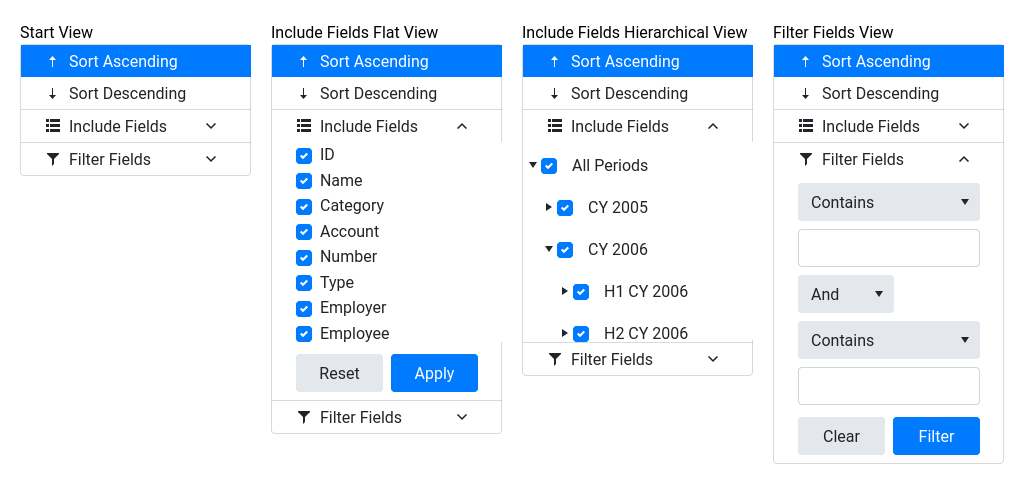 Start View
Sort Ascending
Sort Descending
Include Fields
Filter Fields
Include Fields Flat View
Sort Ascending
Sort Descending
Include Fields
ID
Name
Category
Account
Number
Type
Employer
Employee
Reset Apply
Filter Fields
Include Fields Hierarchical View
Sort Ascending
Sort Descending
Include Fields
All Periods
CY 2005
CY 2006
H1 CY 2006
H2 CY 2006
Filter Fields
Filter Fields View
Sort Ascending
Sort Descending
Include Fields
Filter Fields
Contains
And
Contains
Clear Filter